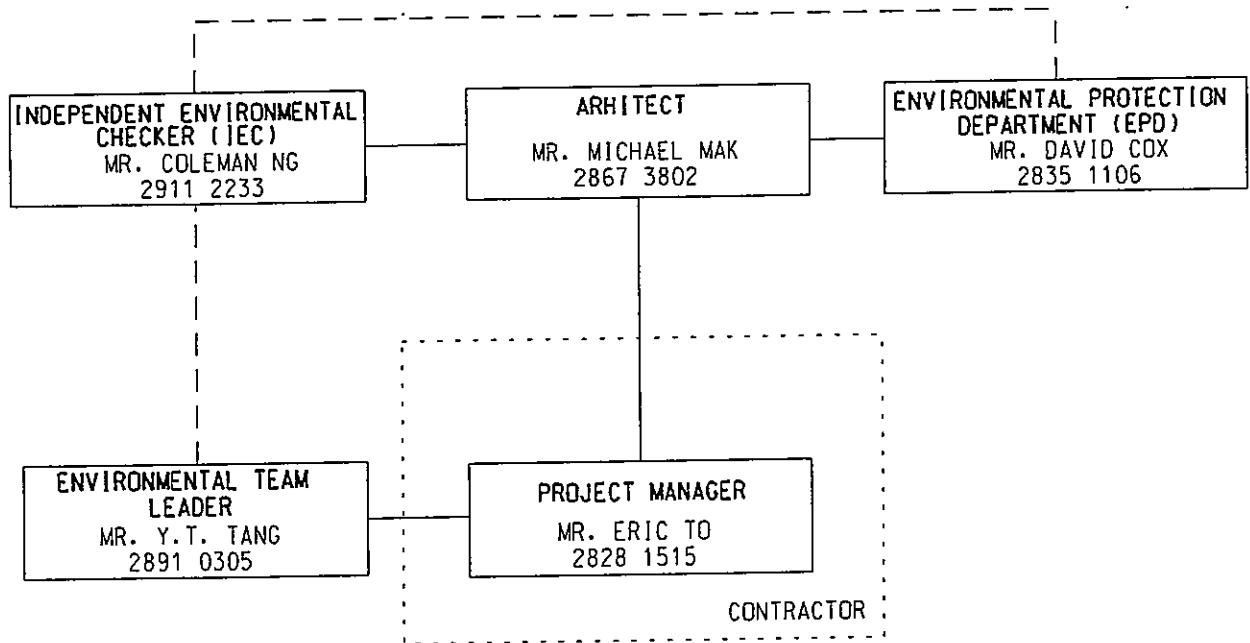 INDEPENDENT ENVIRONMENTAL
CHECKER (IEC)
MR. COLEMAN NG
2911 2233
ARHITECT
MR. MICHAEL MAK
2867 3802
ENVIRONMENTAL PROTECTION
DEPARTMENT (EPD)
MR. DAVID COX
2835 1106
ENVIRONMENTAL TEAM
LEADER
MR. Y.T. TANG
2891 0305
PROJECT MANAGER
MR. ERIC TO
2828 1515
CONTRACTOR